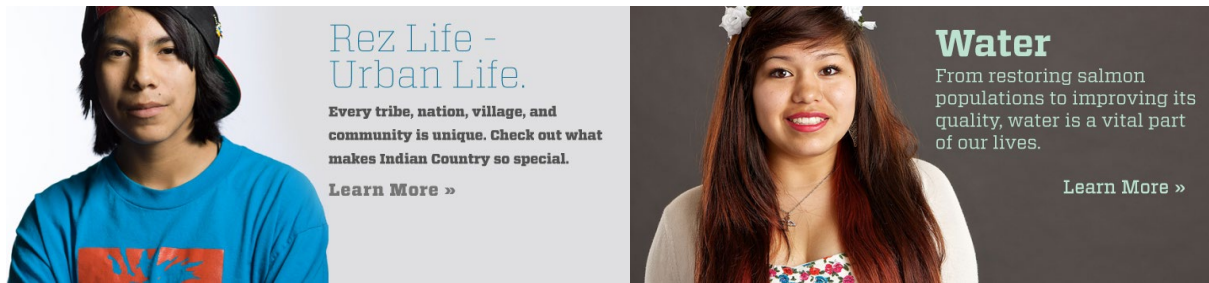 Rez Life -
Urban Life.
Every tribe, nation, village, and
community is unique. Check out what
makes Indian Country so special.
Learn More »
Water
From restoring salmon
populations to improving its
quality, water is a vital part
of our lives.
Learn More »